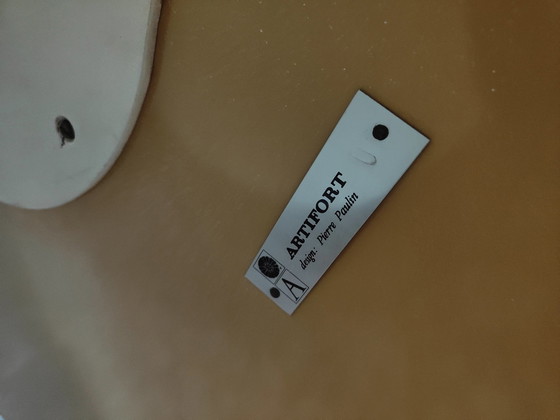 ARTIFORT
design: Pierre Paulin
A